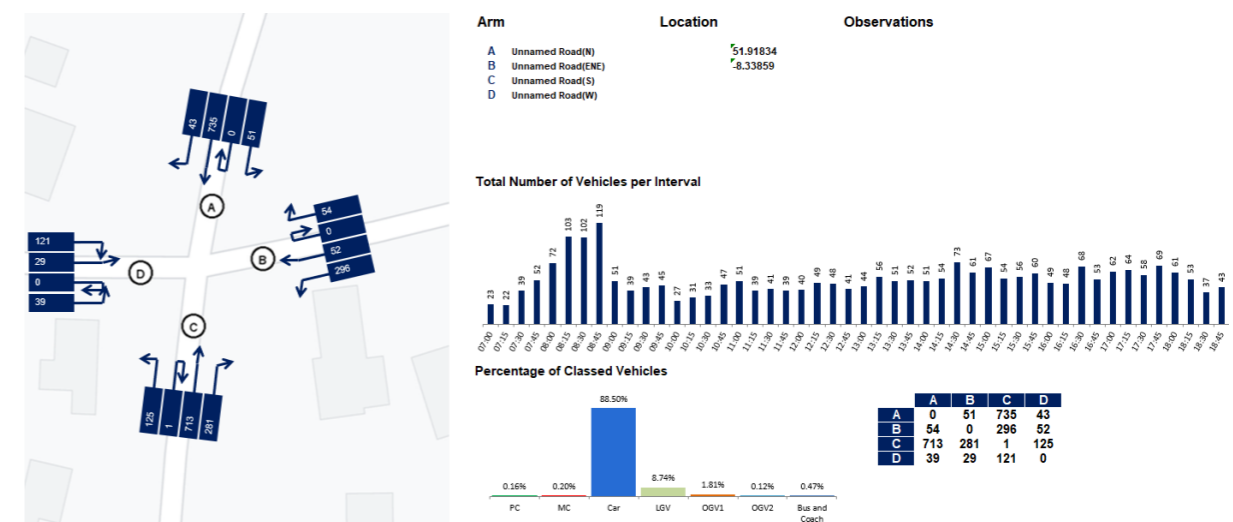 Arm Location Observations
A Unnamed Road(N) 51.91834
B Unnamed Road(ENE) -8.33859
C Unnamed Road(S)
D Unnamed Road(W)
43 735 0 51
A
54
0
52
296
B
121
29
0
39
D
C
125 1 713 281
Total Number of Vehicles per Interval
23 22 39 52 72 103 102 119 51 39 43 45 27 31 33 47 51 39 41 39 40 49 48 41 44 56 51 52 51 54 73 61 67 54 56 60 49 48 68 53 62 64 58 69 61 53 37 43
07:00 07:15 07:30 07:45 08:00 08:15 08:30 08:45 09:00 09:15 09:30 09:45 10:00 10:15 10:30 10:45 11:00 11:15 11:30 11:45 12:00 12:15 12:30 12:45 13:00 13:15 13:30 13:45 14:00 14:15 14:30 14:45 15:00 15:15 15:30 15:45 16:00 16:15 16:30 16:45 17:00 17:15 17:30 17:45 18:00 18:15 18:30 18:45
Percentage of Classed Vehicles
0.16% 0.20% 88.50% 8.74% 1.81% 0.12% 0.47%
PC MC Car LGV OGV1 OGV2 Bus and
Coach
A B C D
A 0 51 735 43
B 54 0 296 52
C 713 281 1 125
D 39 29 121 0